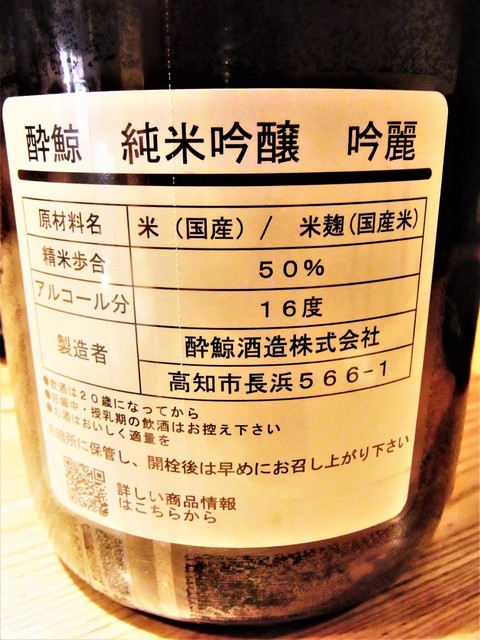 酔鯨 純米吟醸 吟麗
原材料名 米（国産）/ 米麹(国産米)
精米歩合 ５０%
アルコール分 １６度
製造者 酔鯨酒造株式会社
高知市長浜５６６-１
●飲酒は２０歳になってから
●妊娠中・授乳期の飲酒はお控え下さい
●お酒はおいしく適量を
冷暗所に保管し、開栓後は早めにお召し上がり下さい
詳しい商品情報
はこちらから